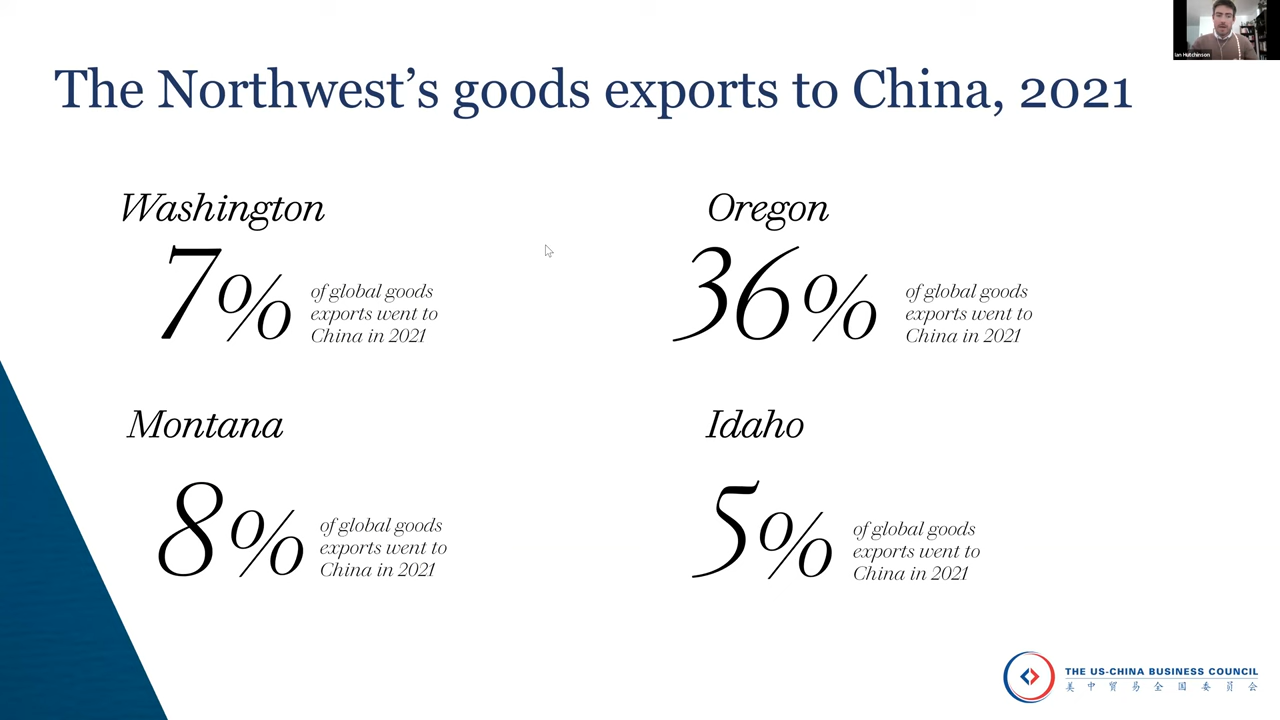 Ian Hutchinson
The Northwest's goods exports to China, 2021
Washington
7% of global goods
exports went to
China in 2021
Oregon
36% of global goods
exports went to
China in 2021
Montana
8% of global goods
exports went to
China in 2021
Idaho
5% of global goods
exports went to
China in 2021
THE US-CHINA BUSINESS COUNCIL
美中贸易全国委员会